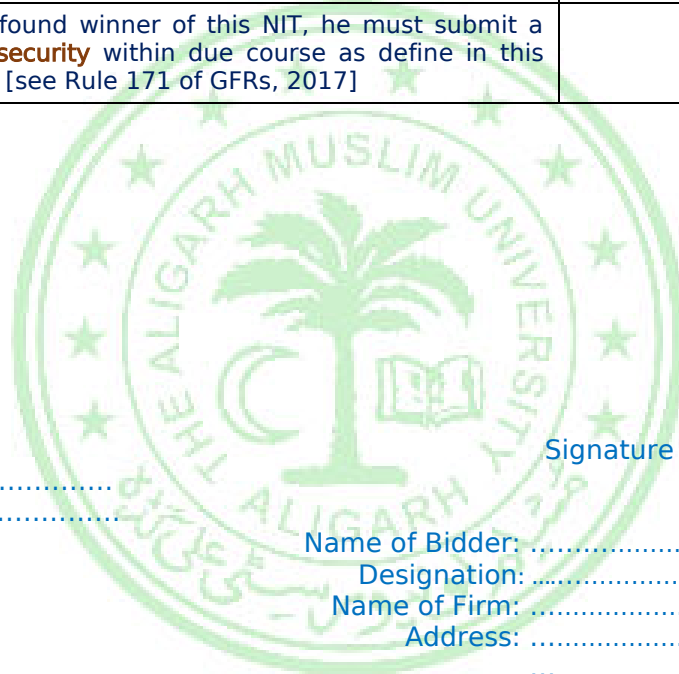 found winner of this NIT, he must submit a
security within due course as define in this
[see Rule 171 of GFRs, 2017]
THE ALIGARH MUSLIM UNIVERSITY
ALIGARH
Signature
…………….
…………….
Name of Bidder: ………………….
Designation: …………………….
Name of Firm: ………………….
Address: ………………….
…